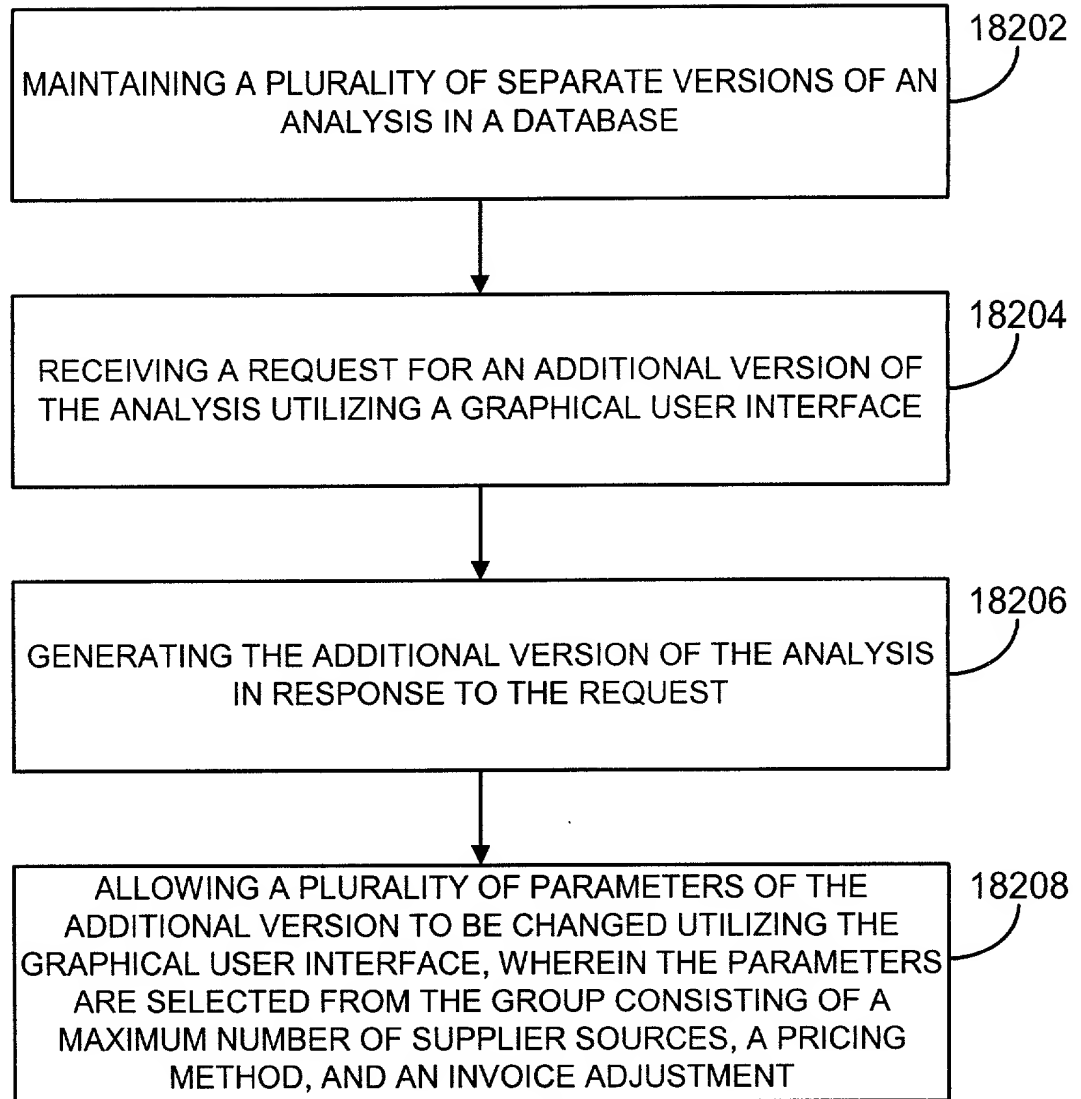 18202
MAINTAINING A PLURALITY OF SEPARATE VERSIONS OF AN
ANALYSIS IN A DATABASE
18204
RECEIVING A REQUEST FOR AN ADDITIONAL VERSION OF
THE ANALYSIS UTILIZING A GRAPHICAL USER INTERFACE
18206
GENERATING THE ADDITIONAL VERSION OF THE ANALYSIS
IN RESPONSE TO THE REQUEST
18208
ALLOWING A PLURALITY OF PARAMETERS OF THE
ADDITIONAL VERSION TO BE CHANGED UTILIZING THE
GRAPHICAL USER INTERFACE, WHEREIN THE PARAMETERS
ARE SELECTED FROM THE GROUP CONSISTING OF A
MAXIMUM NUMBER OF SUPPLIER SOURCES, A PRICING
METHOD, AND AN INVOICE ADJUSTMENT